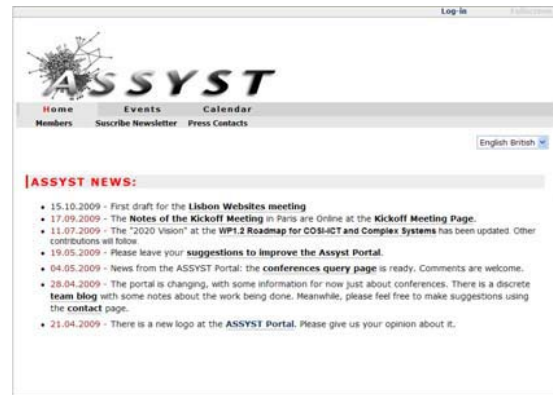 Log-in
ASSYST
Home Events Calendar
Members Suscribe Newsletter Press Contacts
English British
ASSYST NEWS:
15.10.2009 - First draft for the Lisbon Websites meeting
17.09.2009 - The Notes of the Kickoff Meeting in Paris are Online at the Kickoff Meeting Page.
11.07.2009 - The "2020 Vision" at the WP1.2 Roadmap for COSI-ICT and Complex Systems has been updated. Other
contributions will follow.
19.05.2009 - Please leave your suggestions to improve the Assyst Portal.
04.05.2009 - News from the ASSYST Portal: the conferences query page is ready. Comments are welcome.
28.04.2009 - The portal is changing, with some information for now just about conferences. There is a discrete
team blog with some notes about the work being done. Meanwhile, please feel free to make suggestions using
the contact page.
21.04.2009 - There is a new logo at the ASSYST Portal. Please give us your opinion about it.